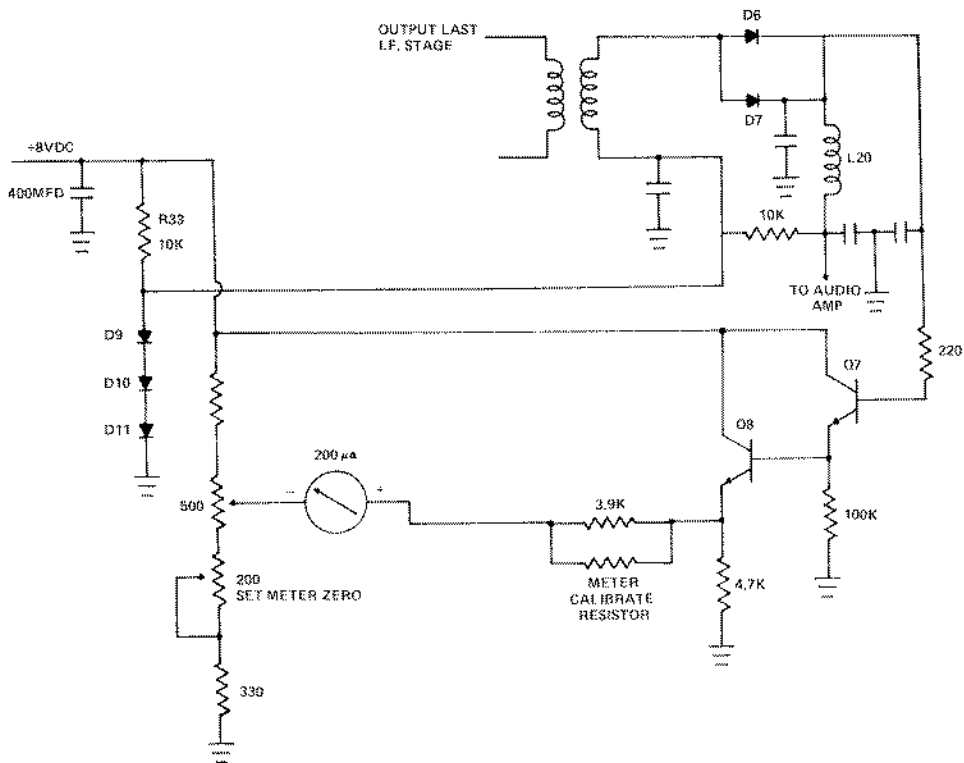 OUTPUT LAST
I.F. STAGE
D6
D7
L20
+8VDC
400MFD
R33
10K
10K
TO AUDIO
AMP
D9
D10
D11
220
Q7
Q8
200 μa
- +
500
3.9K
100K
METER
CALIBRATE
RESISTOR
4.7K
200
SET METER ZERO
330